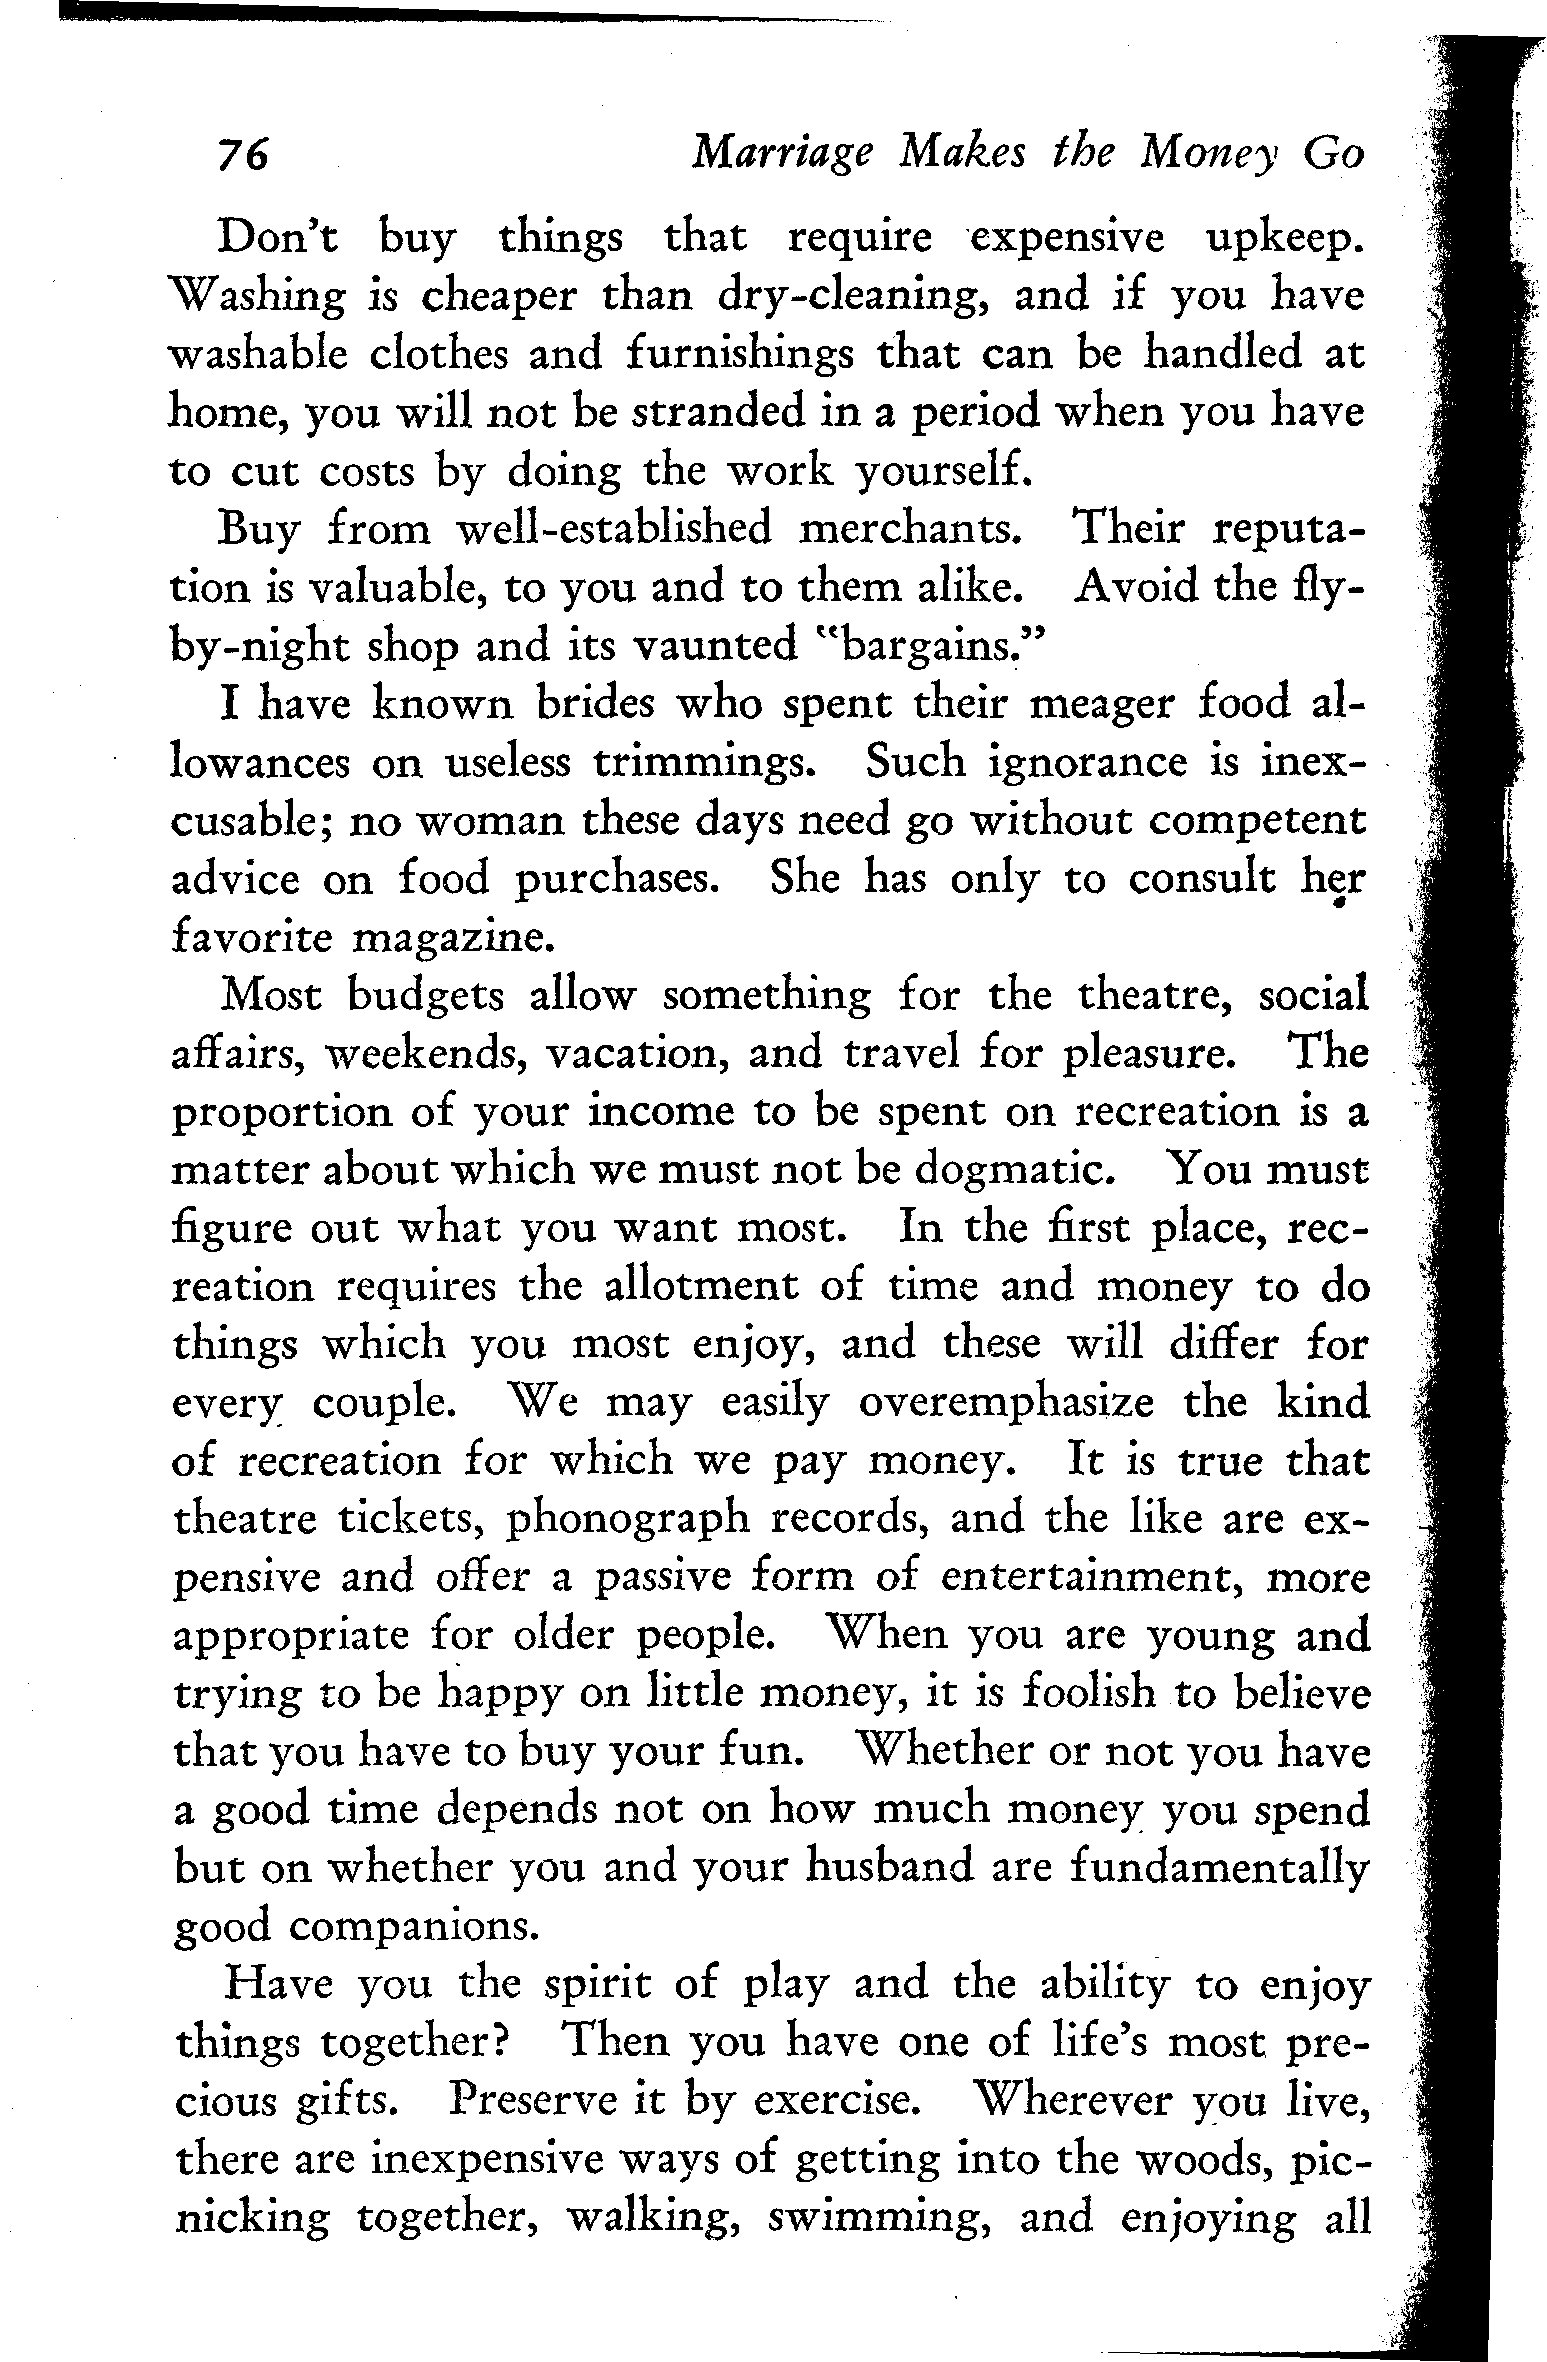 76 Marriage Makes the Money Go
Don't buy things that require expensive upkeep.
Washing is cheaper than dry-cleaning, and if you have
washable clothes and furnishings that can be handled at
home, you will not be stranded in a period when you have
to cut costs by doing the work yourself.
Buy from well-established merchants. Their reputa-
tion is valuable, to you and to them alike. Avoid the fly-
by-night shop and its vaunted "bargains."
I have known brides who spent their meager food al-
lowances on useless trimmings. Such ignorance is inex-
cusable; no woman these days need go without competent
advice on food purchases. She has only to consult her
favorite magazine.
Most budgets allow something for the theatre, social
affairs, weekends, vacation, and travel for pleasure. The
proportion of your income to be spent on recreation is a
matter about which we must not be dogmatic. You must
figure out what you want most. In the first place, rec-
reation requires the allotment of time and money to do
things which you most enjoy, and these will differ for
every couple. We may easily overemphasize the kind
of recreation for which we pay money. It is true that
theatre tickets, phonograph records, and the like are ex-
pensive and offer a passive form of entertainment, more
appropriate for older people. When you are young and
trying to be happy on little money, it is foolish to believe
that you have to buy your fun. Whether or not you have
a good time depends not on how much money you spend
but on whether you and your husband are fundamentally
good companions.
Have you the spirit of play and the ability to enjoy
things together? Then you have one of life's most pre-
cious gifts. Preserve it by exercise. Wherever you live,
there are inexpensive ways of getting into the woods, pic-
nicking together, walking, swimming, and enjoying all